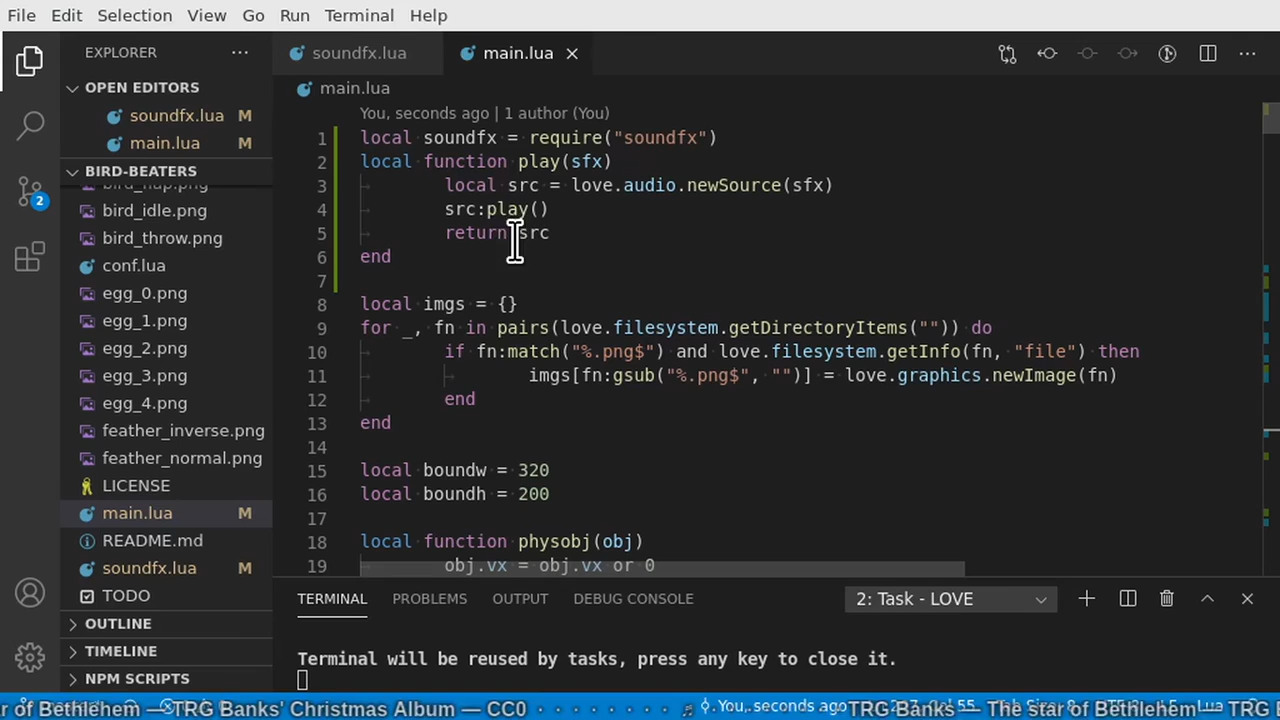 File Edit Selection View Go Run Terminal Help
EXPLORER
OPEN EDITORS
soundfx.lua M
main.lua M
BIRD-BEATERS
bird_flap.png
bird_idle.png
bird_throw.png
conf.lua
egg_0.png
egg_1.png
egg_2.png
egg_3.png
egg_4.png
feather_inverse.png
feather_normal.png
LICENSE
main.lua M
README.md
soundfx.lua M
TODO
OUTLINE
TIMELINE
NPM SCRIPTS
2
soundfx.lua main.lua
main.lua
You, seconds ago | 1 author (You)
1 local soundfx = require("soundfx")
2 local function play(sfx)
3 local src = love.audio.newSource(sfx)
4 src:play()
5 return src
6 end
7
8 local imgs = {}
9 for _, fn in pairs(love.filesystem.getDirectoryItems("")) do
10 if fn:match("%.png$") and love.filesystem.getInfo(fn, "file") then
11 imgs[fn:gsub("%.png$", "")] = love.graphics.newImage(fn)
12 end
13 end
14
15 local boundw = 320
16 local boundh = 200
17
18 local function physobj(obj)
19 obj.vx = obj.vx or 0
TERMINAL PROBLEMS OUTPUT DEBUG CONSOLE 2: Task - LOVE
Terminal will be reused by tasks, press any key to close it.
ar of Bethlehem — TRG Banks' Christmas Album — CC0 You, seconds ago TRG Banks — The star of Bethlehem — TRG